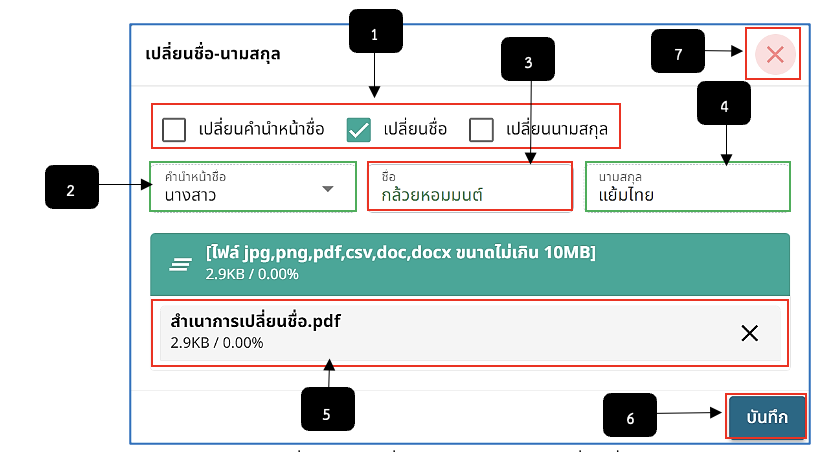 1
7
เปลี่ยนชื่อ-นามสกุล
3
4
เปลี่ยนคำนำหน้าชื่อ เปลี่ยนชื่อ เปลี่ยนนามสกุล
2
คำนำหน้าชื่อ ชื่อ นามสกุล
นางสาว กล้วยหอมมนต์ แย้มไทย
[ไฟล์ jpg,png,pdf,csv,doc,docx ขนาดไม่เกิน 10MB]
2.9KB / 0.00%
สำเนาการเปลี่ยนชื่อ.pdf
2.9KB / 0.00%
5
6
บันทึก